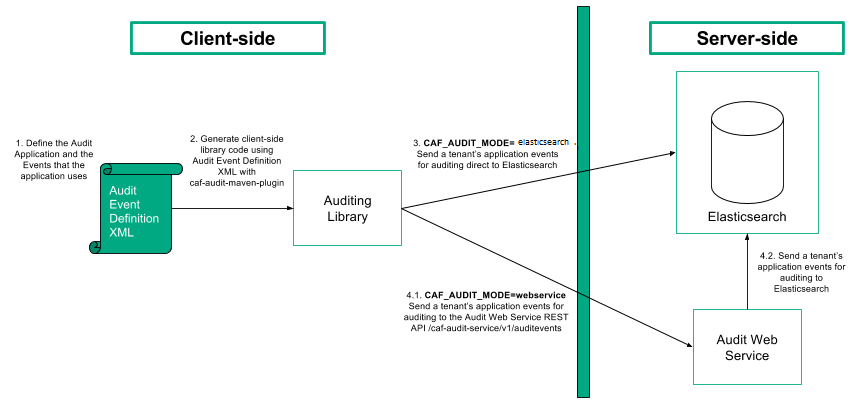 Client-side
Server-side
1. Define the Audit
Application and the
Events that the
application uses
2. Generate client-side
library code using
Audit Event Definition
XML with
caf-audit-maven-plugin
3. CAF_AUDIT_MODE= elasticsearch .
Send a tenant's application events
for auditing direct to Elasticsearch
Audit
Event
Definition
XML
Auditing
Library
Elasticsearch
4.2. Send a tenant's
application events for
auditing to
Elasticsearch
4.1. CAF_AUDIT_MODE=webservice
Send a tenant's application events for
auditing to the Audit Web Service REST
API /caf-audit-service/v1/auditevents
Audit Web
Service